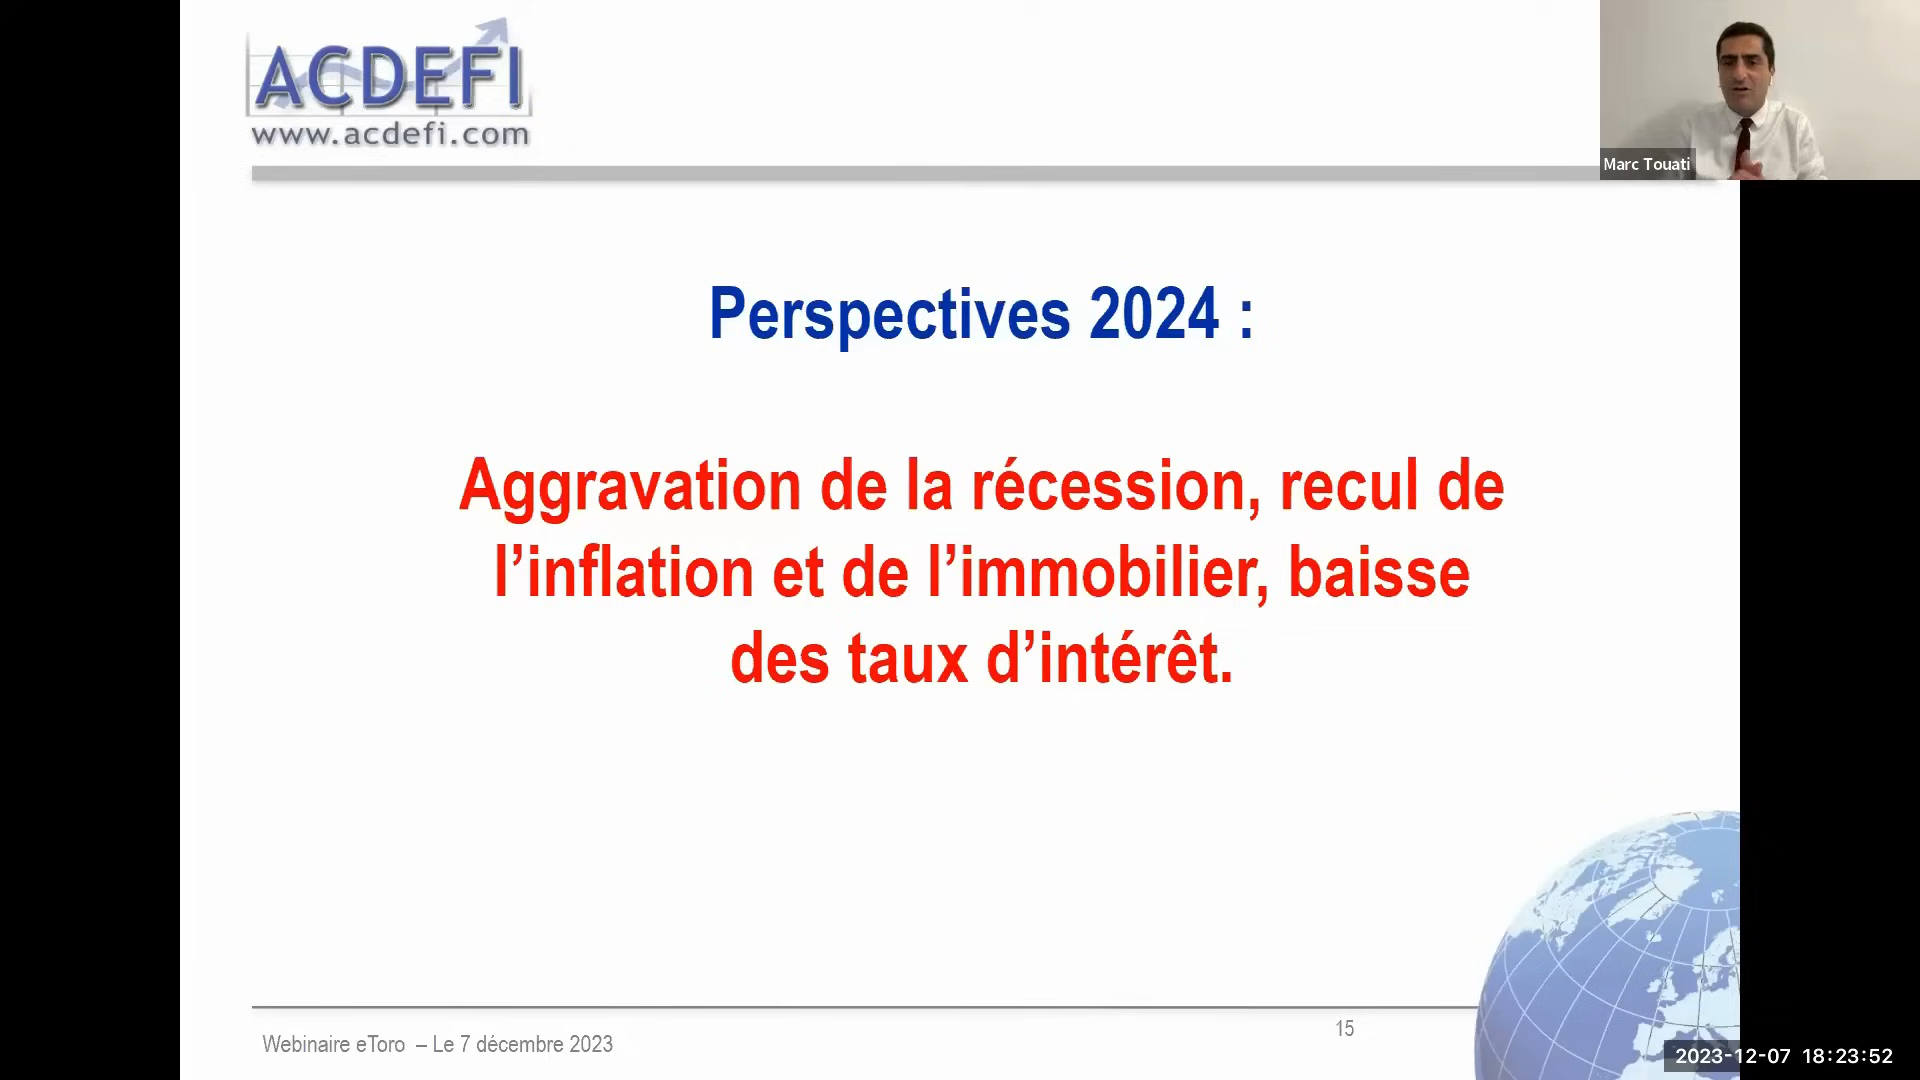 ACDEFI
www.acdefi.com
Marc Touati
Perspectives 2024 :
Aggravation de la récession, recul de
l’inflation et de l’immobilier, baisse
des taux d’intérêt.
15
Webinaire eToro – Le 7 décembre 2023
2023-12-07 18:23:52